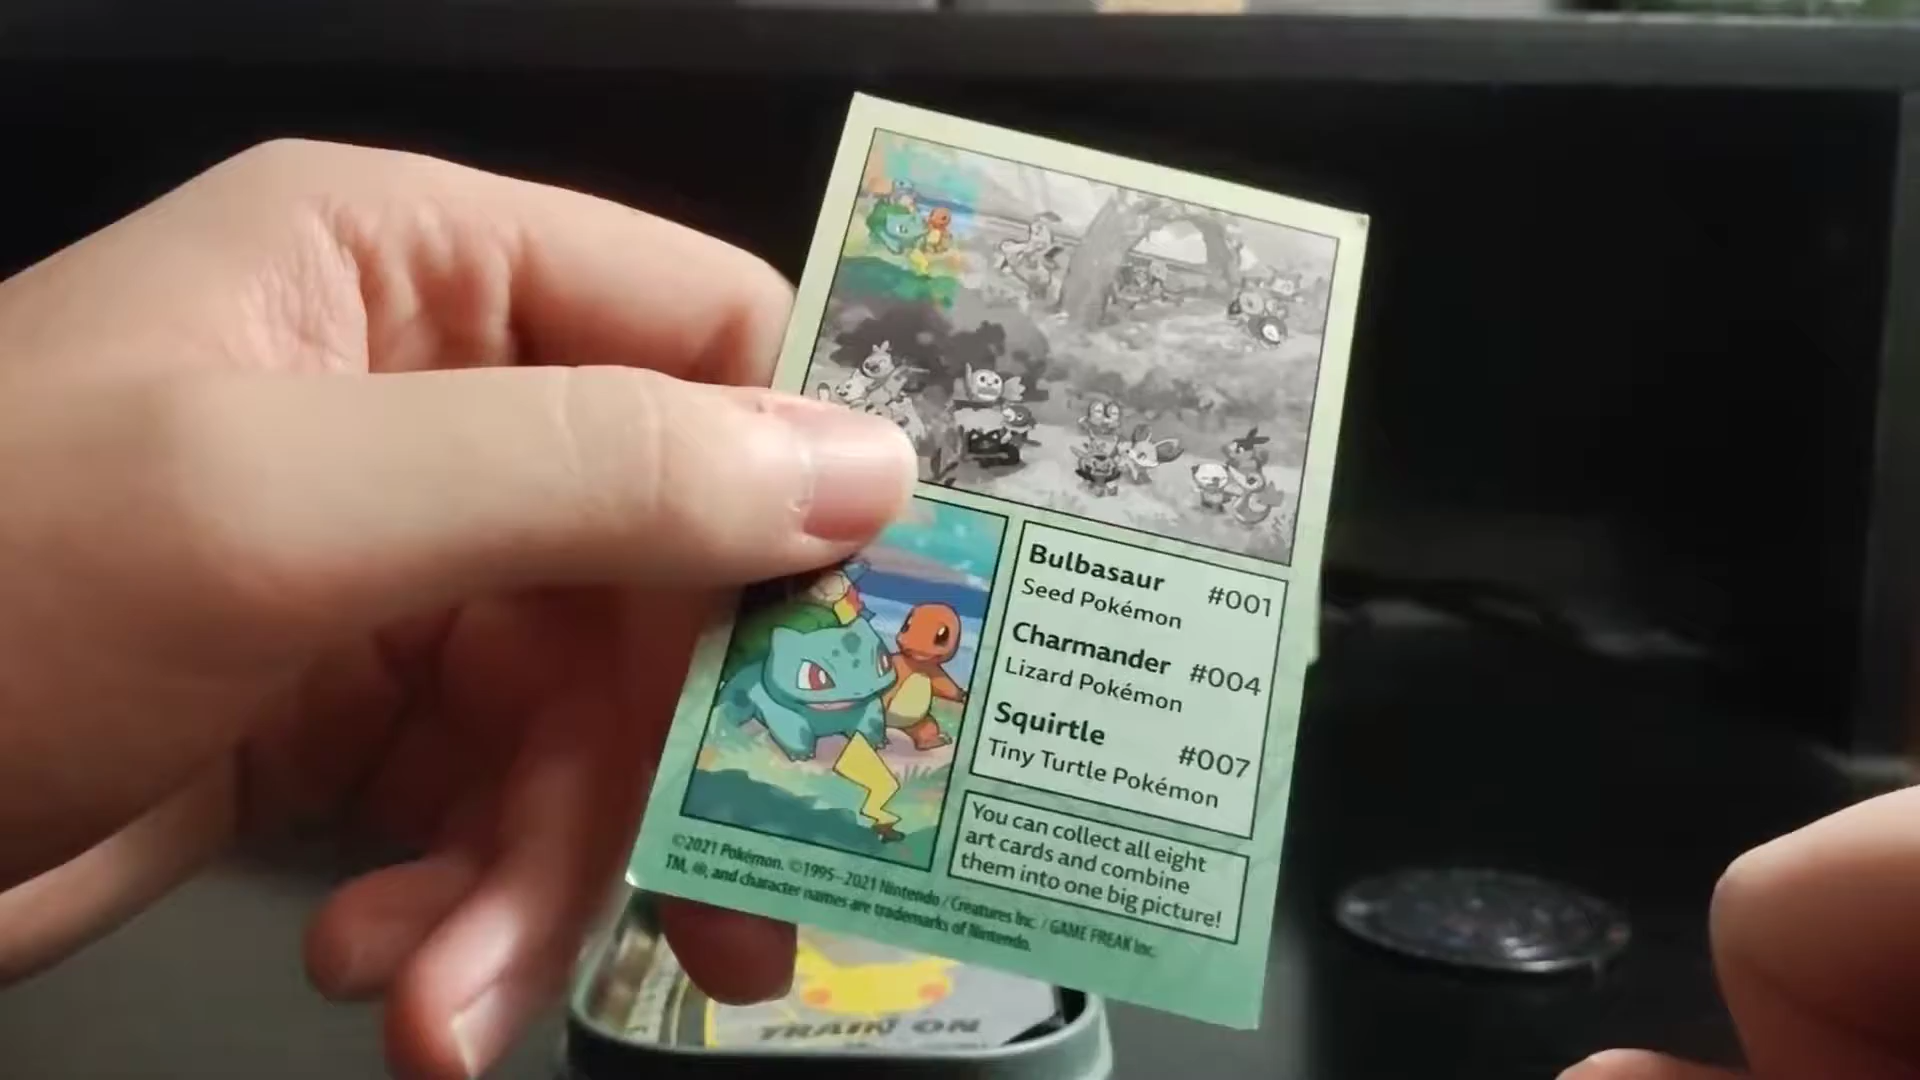 Bulbasaur #001
Seed Pokémon
Charmander #004
Lizard Pokémon
Squirtle #007
Tiny Turtle Pokémon
You can collect all eight
art cards and combine
them into one big picture!
©2021 Pokémon. ©1995–2021 Nintendo / Creatures Inc. / GAME FREAK Inc.
TM, ®, and character names are trademarks of Nintendo.
TRAIN ON